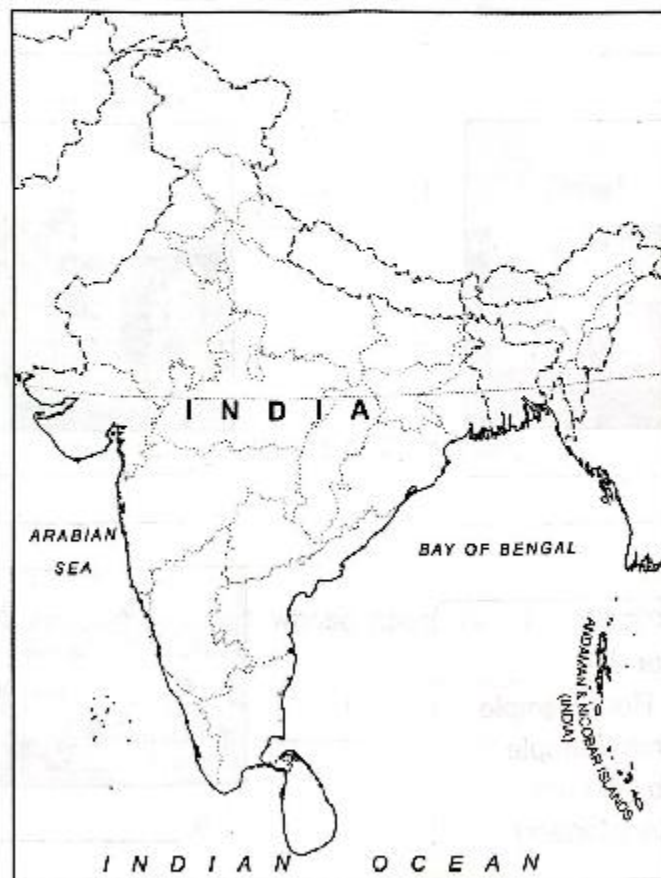 INDIA
ARABIAN
SEA
BAY OF BENGAL
ANDAMAN & NICOBAR ISLANDS
(INDIA)
INDIAN OCEAN